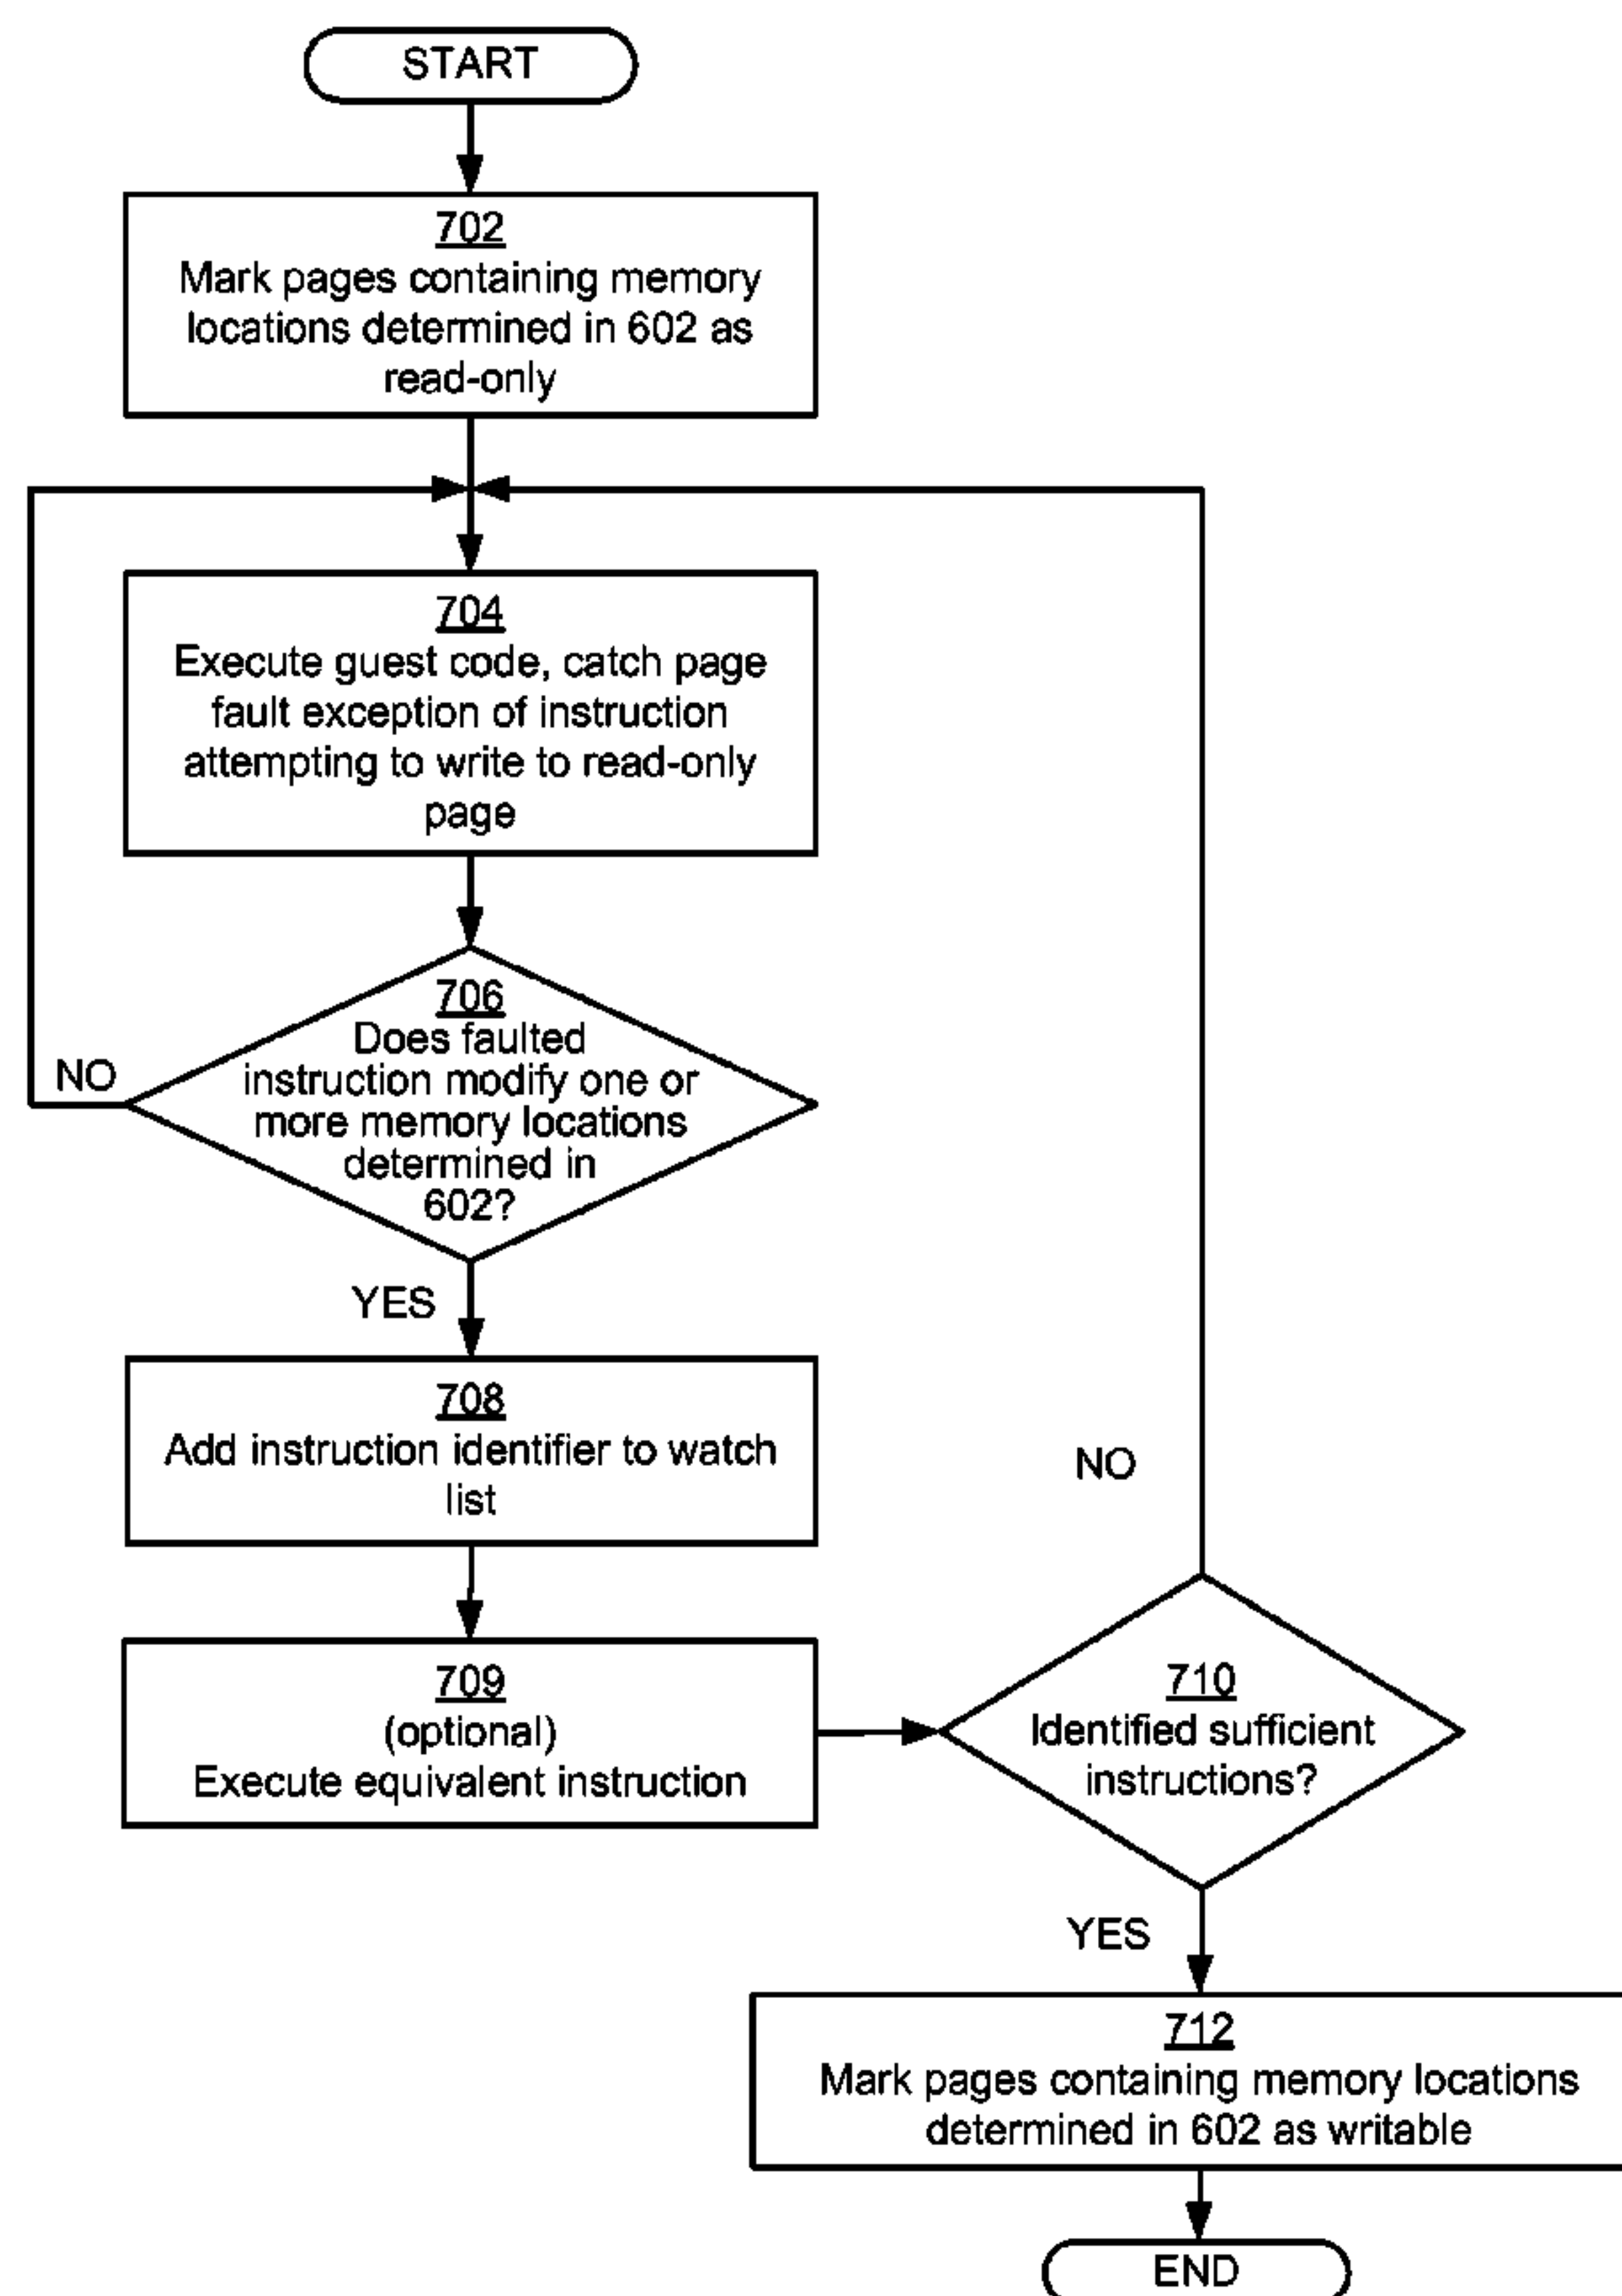 START
702
Mark pages containing memory
locations determined in 602 as
read-only
704
Execute guest code, catch page
fault exception of instruction
attempting to write to read-only
page
706
Does faulted
instruction modify one or
more memory locations
determined in
602?
NO
YES
708
Add instruction identifier to watch
list
NO
709
(optional)
Execute equivalent instruction
710
Identified sufficient
instructions?
YES
712
Mark pages containing memory locations
determined in 602 as writable
END